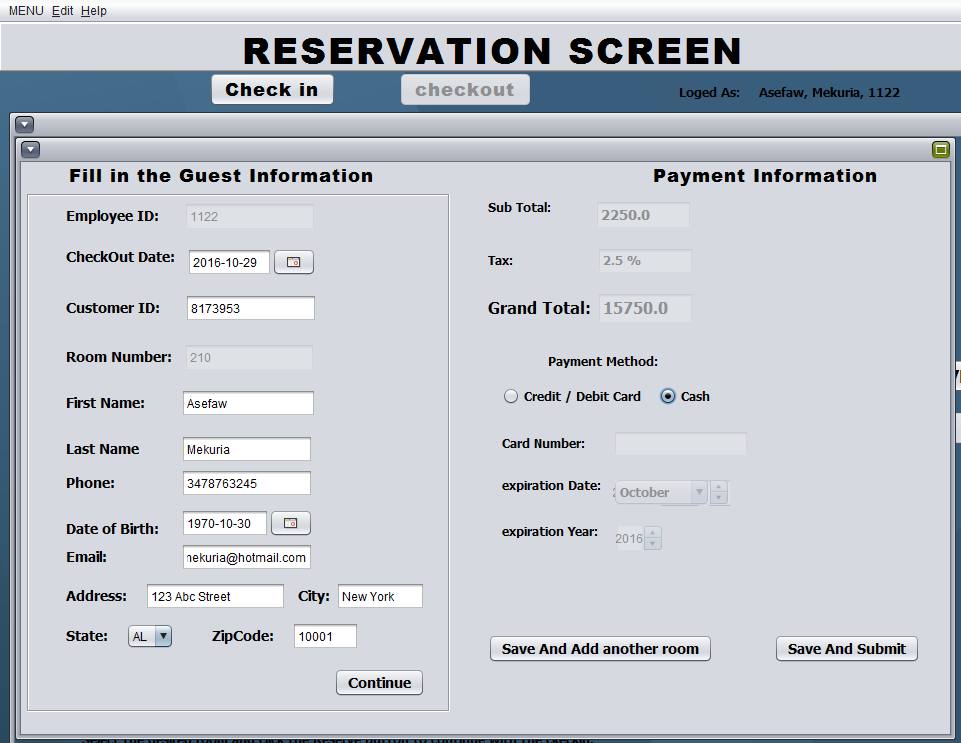 MENU Edit Help
RESERVATION SCREEN
Check in checkout Loged As: Asefaw, Mekuria, 1122
Fill in the Guest Information
Employee ID: 1122
CheckOut Date: 2016-10-29
Customer ID: 8173953
Room Number: 210
First Name: Asefaw
Last Name Mekuria
Phone: 3478763245
Date of Birth: 1970-10-30
Email: mekuria@hotmail.com
Address: 123 Abc Street City: New York
State: AL ZipCode: 10001
Continue
Payment Information
Sub Total: 2250.0
Tax: 2.5 %
Grand Total: 15750.0
Payment Method:
Credit / Debit Card Cash
Card Number:
expiration Date: October
expiration Year: 2016
Save And Add another room Save And Submit